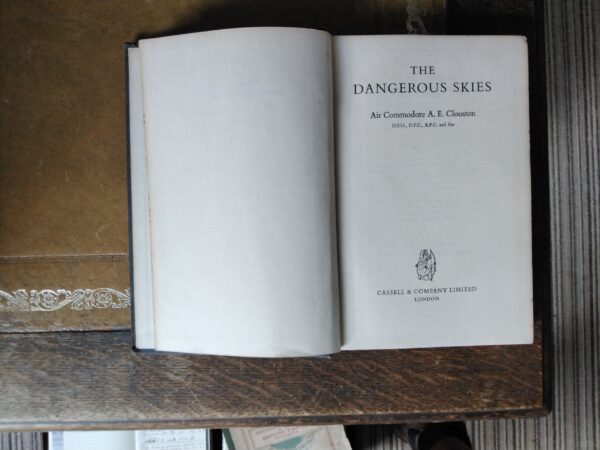 THE
DANGEROUS SKIES
Air Commodore A. E. Clouston
D.S.O., D.F.C., A.F.C. and Bar
CASSELL & COMPANY LIMITED
LONDON